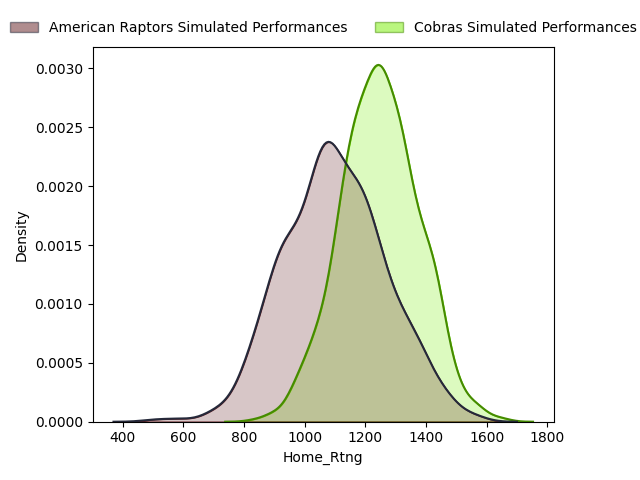 American Raptors Simulated Performances Cobras Simulated Performances
0.0030
0.0025
0.0020
0.0015
0.0010
0.0005
0.0000
Density
400 600 800 1000 1200 1400 1600 1800
Home_Rtng